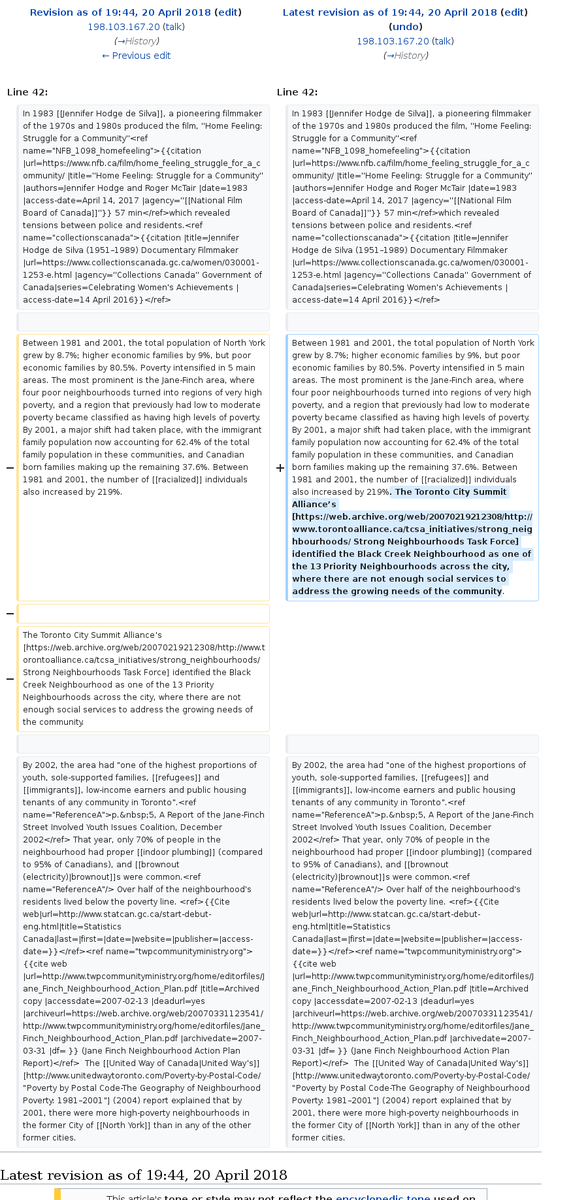 Revision as of 19:44, 20 April 2018 (edit)
198.103.167.20 (talk)
(→History)
← Previous edit
Latest revision as of 19:44, 20 April 2018 (edit)
(undo)
198.103.167.20 (talk)
(→History)
Line 42:
Line 42:
In 1983 [[Jennifer Hodge de Silva]], a pioneering filmmaker
of the 1970s and 1980s produced the film, ''Home Feeling:
Struggle for a Community''<ref
name="NFB_1098_homefeeling">{{citation
|url=https://www.nfb.ca/film/home_feeling_struggle_for_a_c
ommunity/ |title="Home Feeling: Struggle for a Community"
|authors=Jennifer Hodge and Roger McTair |date=1983
|access-date=April 14, 2017 |agency="[[National Film
Board of Canada]]"}} 57 min</ref>which revealed
tensions between police and residents.<ref
name="collectionscanada">{{citation |title=Jennifer
Hodge de Silva (1951–1989) Documentary Filmmaker
|url=https://www.collectionscanada.gc.ca/women/030001-
1253-e.html |agency="Collections Canada" Government of
Canada|series=Celebrating Women's Achievements |
access-date=14 April 2016}}</ref>
In 1983 [[Jennifer Hodge de Silva]], a pioneering filmmaker
of the 1970s and 1980s produced the film, ''Home Feeling:
Struggle for a Community''<ref
name="NFB_1098_homefeeling">{{citation
|url=https://www.nfb.ca/film/home_feeling_struggle_for_a_c
ommunity/ |title="Home Feeling: Struggle for a Community"
|authors=Jennifer Hodge and Roger McTair |date=1983
|access-date=April 14, 2017 |agency="[[National Film
Board of Canada]]"}} 57 min</ref>which revealed
tensions between police and residents.<ref
name="collectionscanada">{{citation |title=Jennifer
Hodge de Silva (1951–1989) Documentary Filmmaker
|url=https://www.collectionscanada.gc.ca/women/030001-
1253-e.html |agency="Collections Canada" Government of
Canada|series=Celebrating Women's Achievements |
access-date=14 April 2016}}</ref>
−
Between 1981 and 2001, the total population of North York
grew by 8.7%; higher economic families by 9%, but poor
economic families by 80.5%. Poverty intensified in 5 main
areas. The most prominent is the Jane-Finch area, where
four poor neighbourhoods turned into regions of very high
poverty, and a region that previously had low to moderate
poverty became classified as having high levels of poverty.
By 2001, a major shift had taken place, with the immigrant
family population now accounting for 62.4% of the total
family population in these communities, and Canadian
born families making up the remaining 37.6%. Between
1981 and 2001, the number of [[racialized]] individuals
also increased by 219%.
+
Between 1981 and 2001, the total population of North York
grew by 8.7%; higher economic families by 9%, but poor
economic families by 80.5%. Poverty intensified in 5 main
areas. The most prominent is the Jane-Finch area, where
four poor neighbourhoods turned into regions of very high
poverty, and a region that previously had low to moderate
poverty became classified as having high levels of poverty.
By 2001, a major shift had taken place, with the immigrant
family population now accounting for 62.4% of the total
family population in these communities, and Canadian
born families making up the remaining 37.6%. Between
1981 and 2001, the number of [[racialized]] individuals
also increased by 219%. The Toronto City Summit
Alliance's
[https://web.archive.org/web/20070219212308/http://
www.torontoalliance.ca/tcsa_initiatives/strong_neig
hbourhoods/ Strong Neighbourhoods Task Force]
identified the Black Creek Neighbourhood as one of
the 13 Priority Neighbourhoods across the city,
where there are not enough social services to
address the growing needs of the community.
−
−
The Toronto City Summit Alliance's
[https://web.archive.org/web/20070219212308/http://www.t
orontoalliance.ca/tcsa_initiatives/strong_neighbourhoods/
Strong Neighbourhoods Task Force] identified the Black
Creek Neighbourhood as one of the 13 Priority
Neighbourhoods across the city, where there are not
enough social services to address the growing needs of
the community.
By 2002, the area had "one of the highest proportions of
youth, sole-supported families, [[refugees]] and
[[immigrants]], low-income earners and public housing
tenants of any community in Toronto".<ref
name="ReferenceA">p.&nbsp;5, A Report of the Jane-Finch
Street Involved Youth Issues Coalition, December
2002</ref> That year, only 70% of people in the
neighbourhood had proper [[indoor plumbing]] (compared
to 95% of Canadians), and [[brownout
(electricity)|brownout]]s were common.<ref
name="ReferenceA"/> Over half of the neighbourhood's
residents lived below the poverty line. <ref>{{Cite
web|url=http://www.statcan.gc.ca/start-debut-
eng.html|title=Statistics
Canada|last=|first=|date=|website=|publisher=|access-
date=}}</ref><ref name="twpcommunityministry.org">
{{cite web
|url=http://www.twpcommunityministry.org/home/editorfiles/J
ane_Finch_Neighbourhood_Action_Plan.pdf |title=Archived
copy |accessdate=2007-02-13 |deadurl=yes
|archiveurl=https://web.archive.org/web/20070331123541/
http://www.twpcommunityministry.org/home/editorfiles/Jane_
Finch_Neighbourhood_Action_Plan.pdf |archivedate=2007-
03-31 |df= }} (Jane Finch Neighbourhood Action Plan
Report)</ref>  The [[United Way of Canada|United Way's]]
[http://www.unitedwaytoronto.com/Poverty-by-Postal-Code/
"Poverty by Postal Code-The Geography of Neighbourhood
Poverty: 1981–2001"] (2004) report explained that by
2001, there were more high-poverty neighbourhoods in
the former City of [[North York]] than in any of the other
former cities.
By 2002, the area had "one of the highest proportions of
youth, sole-supported families, [[refugees]] and
[[immigrants]], low-income earners and public housing
tenants of any community in Toronto".<ref
name="ReferenceA">p.&nbsp;5, A Report of the Jane-Finch
Street Involved Youth Issues Coalition, December
2002</ref> That year, only 70% of people in the
neighbourhood had proper [[indoor plumbing]] (compared
to 95% of Canadians), and [[brownout
(electricity)|brownout]]s were common.<ref
name="ReferenceA"/> Over half of the neighbourhood's
residents lived below the poverty line. <ref>{{Cite
web|url=http://www.statcan.gc.ca/start-debut-
eng.html|title=Statistics
Canada|last=|first=|date=|website=|publisher=|access-
date=}}</ref><ref name="twpcommunityministry.org">
{{cite web
|url=http://www.twpcommunityministry.org/home/editorfiles/J
ane_Finch_Neighbourhood_Action_Plan.pdf |title=Archived
copy |accessdate=2007-02-13 |deadurl=yes
|archiveurl=https://web.archive.org/web/20070331123541/
http://www.twpcommunityministry.org/home/editorfiles/Jane_
Finch_Neighbourhood_Action_Plan.pdf |archivedate=2007-
03-31 |df= }} (Jane Finch Neighbourhood Action Plan
Report)</ref>  The [[United Way of Canada|United Way's]]
[http://www.unitedwaytoronto.com/Poverty-by-Postal-Code/
"Poverty by Postal Code-The Geography of Neighbourhood
Poverty: 1981–2001"] (2004) report explained that by
2001, there were more high-poverty neighbourhoods in
the former City of [[North York]] than in any of the other
former cities.
Latest revision as of 19:44, 20 April 2018
This article's tone or style may not reflect the encyclopedic tone used on